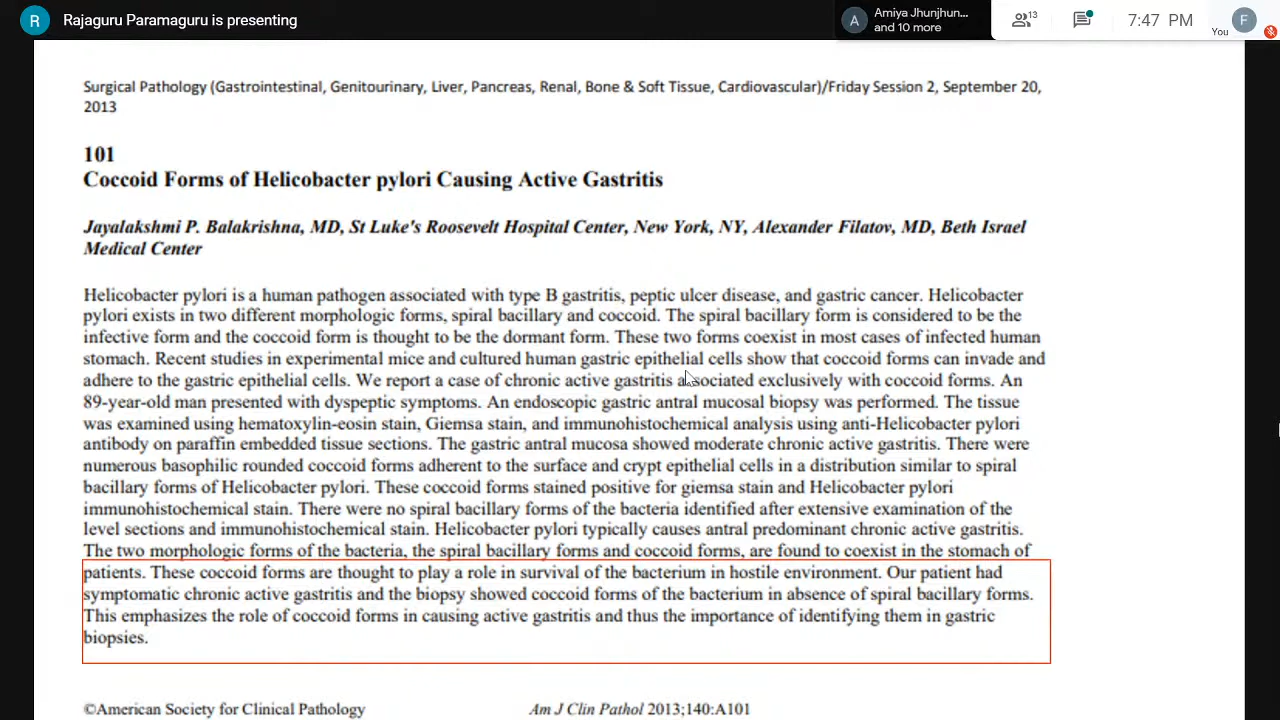 R Rajaguru Paramaguru is presenting
A Amiya Jhunjhun...
and 10 more
13
7:47 PM
You F
Surgical Pathology (Gastrointestinal, Genitourinary, Liver, Pancreas, Renal, Bone & Soft Tissue, Cardiovascular)/Friday Session 2, September 20,
2013
101
Coccoid Forms of Helicobacter pylori Causing Active Gastritis
Jayalakshmi P. Balakrishna, MD, St Luke's Roosevelt Hospital Center, New York, NY, Alexander Filatov, MD, Beth Israel
Medical Center
Helicobacter pylori is a human pathogen associated with type B gastritis, peptic ulcer disease, and gastric cancer. Helicobacter
pylori exists in two different morphologic forms, spiral bacillary and coccoid. The spiral bacillary form is considered to be the
infective form and the coccoid form is thought to be the dormant form. These two forms coexist in most cases of infected human
stomach. Recent studies in experimental mice and cultured human gastric epithelial cells show that coccoid forms can invade and
adhere to the gastric epithelial cells. We report a case of chronic active gastritis associated exclusively with coccoid forms. An
89-year-old man presented with dyspeptic symptoms. An endoscopic gastric antral mucosal biopsy was performed. The tissue
was examined using hematoxylin-eosin stain, Giemsa stain, and immunohistochemical analysis using anti-Helicobacter pylori
antibody on paraffin embedded tissue sections. The gastric antral mucosa showed moderate chronic active gastritis. There were
numerous basophilic rounded coccoid forms adherent to the surface and crypt epithelial cells in a distribution similar to spiral
bacillary forms of Helicobacter pylori. These coccoid forms stained positive for giemsa stain and Helicobacter pylori
immunohistochemical stain. There were no spiral bacillary forms of the bacteria identified after extensive examination of the
level sections and immunohistochemical stain. Helicobacter pylori typically causes antral predominant chronic active gastritis.
The two morphologic forms of the bacteria, the spiral bacillary forms and coccoid forms, are found to coexist in the stomach of
patients. These coccoid forms are thought to play a role in survival of the bacterium in hostile environment. Our patient had
symptomatic chronic active gastritis and the biopsy showed coccoid forms of the bacterium in absence of spiral bacillary forms.
This emphasizes the role of coccoid forms in causing active gastritis and thus the importance of identifying them in gastric
biopsies.
©American Society for Clinical Pathology
Am J Clin Pathol 2013;140:A101